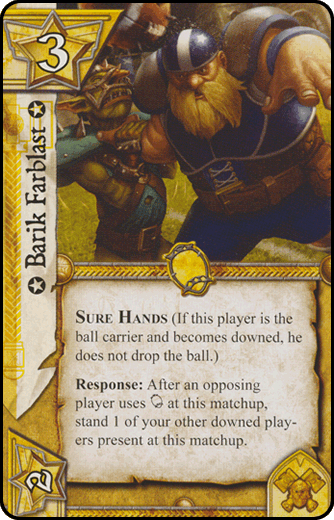 3
✪ Barik Farblast ✪
SURE HANDS (If this player is the
ball carrier and becomes downed, he
does not drop the ball.)
Response: After an opposing
player uses at this matchup,
stand 1 of your other downed play-
ers present at this matchup.
2